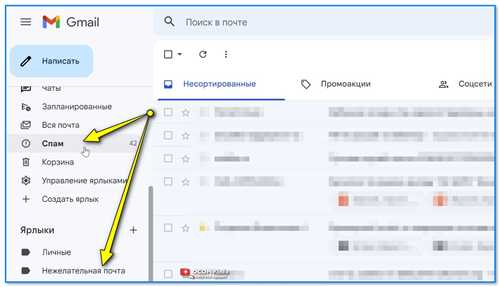 Gmail
Поиск в почте
Написать
Чаты
Запланированные
Вся почта
Спам 42
Корзина
Управление ярлыками
Создать ярлык
Ярлыки
Личные
Нежелательная почта
Несортированные
Промоакции
Соцсети